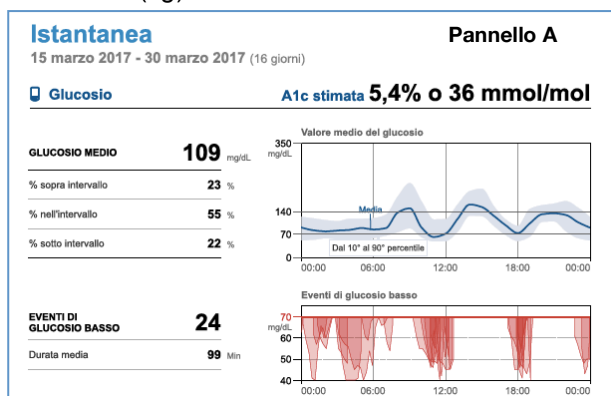 Istantanea
Pannello A
15 marzo 2017 - 30 marzo 2017 (16 giorni)
Glucosio
A1c stimata 5,4% o 36 mmol/mol
GLUCOSIO MEDIO 109 mg/dL
% sopra intervallo 23 %
% nell'intervallo 55 %
% sotto intervallo 22 %
Valore medio del glucosio
350
mg/dL
140
70
0
Media
Dal 10° al 90° percentile
00:00 06:00 12:00 18:00 00:00
EVENTI DI
GLUCOSIO BASSO 24
Durata media 99 Min
Eventi di glucosio basso
70
mg/dL
60
50
40
00:00 06:00 12:00 18:00 00:00